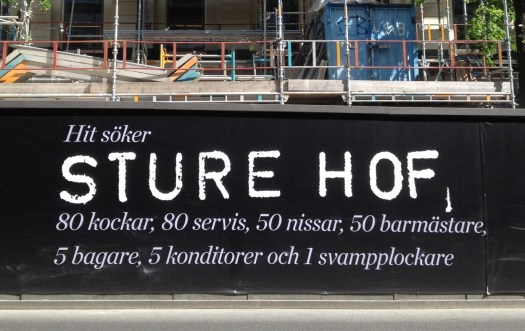 Hit söker
STURE HOF,
80 kockar, 80 servis, 50 nissar, 50 barmästare,
5 bagare, 5 konditorer och 1 svampplockare